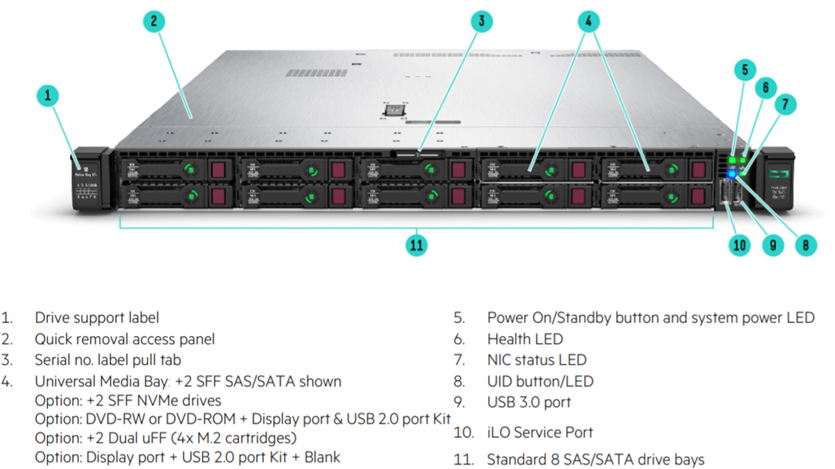 2
3
4
5
6
1
7
11
10
9
8
1. Drive support label
2. Quick removal access panel
3. Serial no. label pull tab
4. Universal Media Bay: +2 SFF SAS/SATA shown
Option: +2 SFF NVMe drives
Option: DVD-RW or DVD-ROM + Display port & USB 2.0 port Kit
Option: +2 Dual uFF (4x M.2 cartridges)
Option: Display port + USB 2.0 port Kit + Blank
5. Power On/Standby button and system power LED
6. Health LED
7. NIC status LED
8. UID button/LED
9. USB 3.0 port
10. iLO Service Port
11. Standard 8 SAS/SATA drive bays